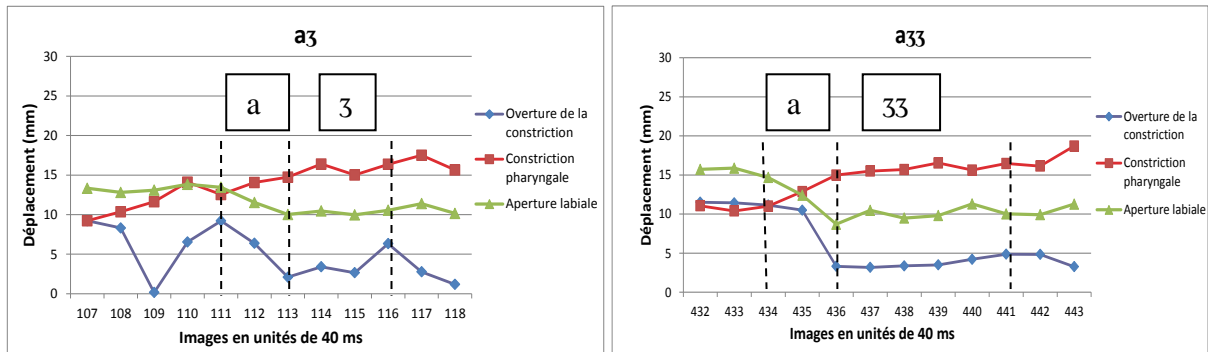 aʒ
30
25
20
15
10
5
0
Déplacement (mm)
a
ʒ
107 108 109 110 111 112 113 114 115 116 117 118
Images en unités de 40 ms
Overture de la
constriction
Constriction
pharyngale
Aperture labiale
aʒʒ
30
25
20
15
10
5
0
Déplacement (mm)
a
ʒʒ
432 433 434 435 436 437 438 439 440 441 442 443
Images en unités de 40 ms
Overture de la
constriction
Constriction
pharyngale
Aperture labiale